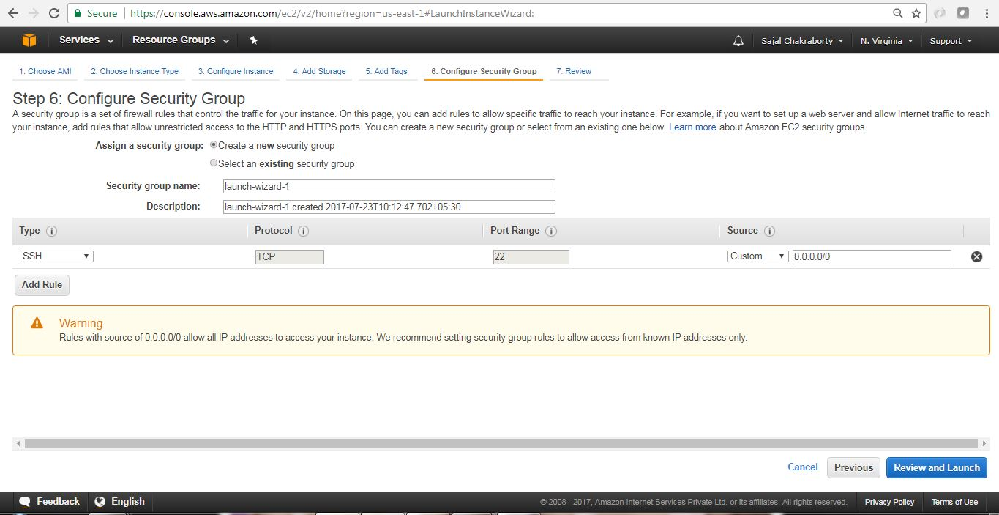 Secure https://console.aws.amazon.com/ec2/v2/home?region=us-east-1#LaunchInstanceWizard:
Services Resource Groups Sajal Chakraborty N. Virginia Support
1. Choose AMI 2. Choose Instance Type 3. Configure Instance 4. Add Storage 5. Add Tags 6. Configure Security Group 7. Review
Step 6: Configure Security Group
A security group is a set of firewall rules that control the traffic for your instance. On this page, you can add rules to allow specific traffic to reach your instance. For example, if you want to set up a web server and allow Internet traffic to reach
your instance, add rules that allow unrestricted access to the HTTP and HTTPS ports. You can create a new security group or select from an existing one below. Learn more about Amazon EC2 security groups.
Assign a security group: Create a new security group
Select an existing security group
Security group name: launch-wizard-1
Description: launch-wizard-1 created 2017-07-23T10:12:47.702+05:30
Type Protocol Port Range Source
SSH TCP 22 Custom 0.0.0.0/0
Add Rule
Warning
Rules with source of 0.0.0.0/0 allow all IP addresses to access your instance. We recommend setting security group rules to allow access from known IP addresses only.
Cancel Previous Review and Launch
Feedback English © 2008 - 2017, Amazon Internet Services Private Ltd. or its affiliates. All rights reserved. Privacy Policy Terms of Use